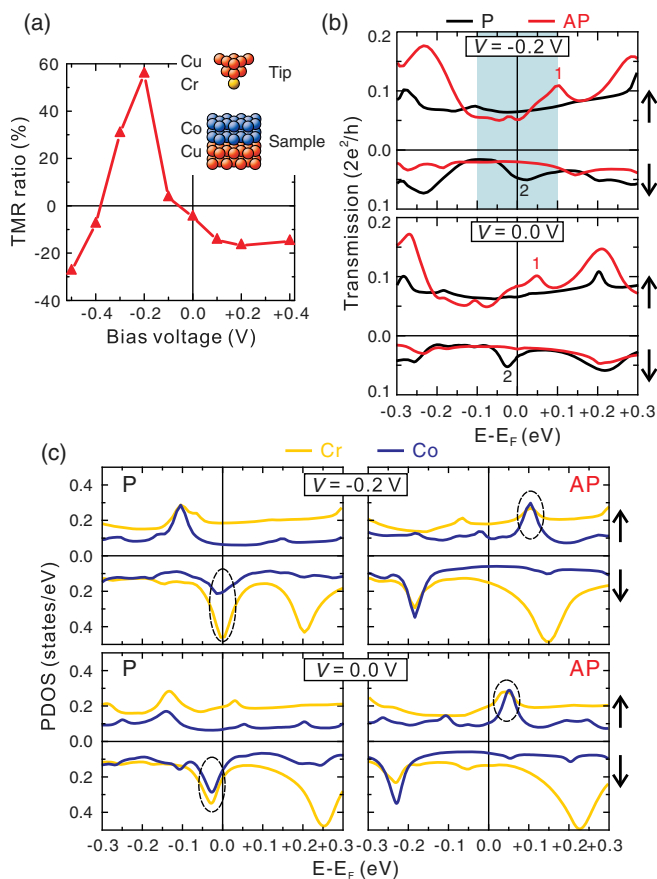 (a)
TMR ratio (%)
60
40
20
0
-20
-40
Cu
Cr
Tip
Co
Cu
Sample
-0.4 -0.2 0.0 +0.2 +0.4
Bias voltage (V)
(b)
P AP
V = -0.2 V
Transmission (2e²/h)
0.2
0.1
0.0
0.1
1
2
V = 0.0 V
0.1
0.0
0.1
1
2
-0.3 -0.2 -0.1 0.0 +0.1 +0.2 +0.3
E-E_F (eV)
(c)
Cr Co
P
V = -0.2 V
AP
PDOS (states/eV)
0.4
0.2
0.0
0.2
0.4
P
V = 0.0 V
AP
0.4
0.2
0.0
0.2
0.4
-0.3 -0.2 -0.1 0.0 +0.1 +0.2 +0.3 -0.2 -0.1 0.0 +0.1 +0.2 +0.3
E-E_F (eV)